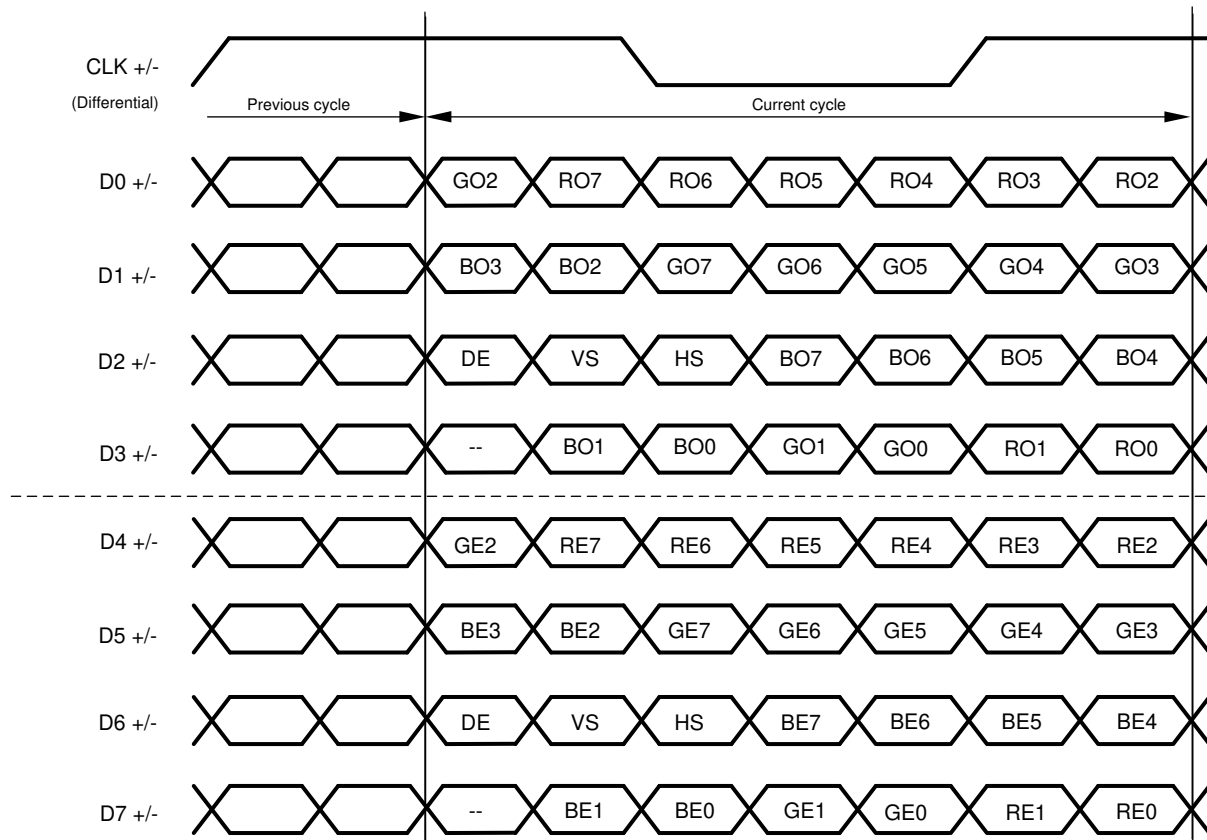 CLK +/-
(Differential)
Previous cycle Current cycle
D0 +/- GO2 RO7 RO6 RO5 RO4 RO3 RO2
D1 +/- BO3 BO2 GO7 GO6 GO5 GO4 GO3
D2 +/- DE VS HS BO7 BO6 BO5 BO4
D3 +/- -- BO1 BO0 GO1 GO0 RO1 RO0
D4 +/- GE2 RE7 RE6 RE5 RE4 RE3 RE2
D5 +/- BE3 BE2 GE7 GE6 GE5 GE4 GE3
D6 +/- DE VS HS BE7 BE6 BE5 BE4
D7 +/- -- BE1 BE0 GE1 GE0 RE1 RE0